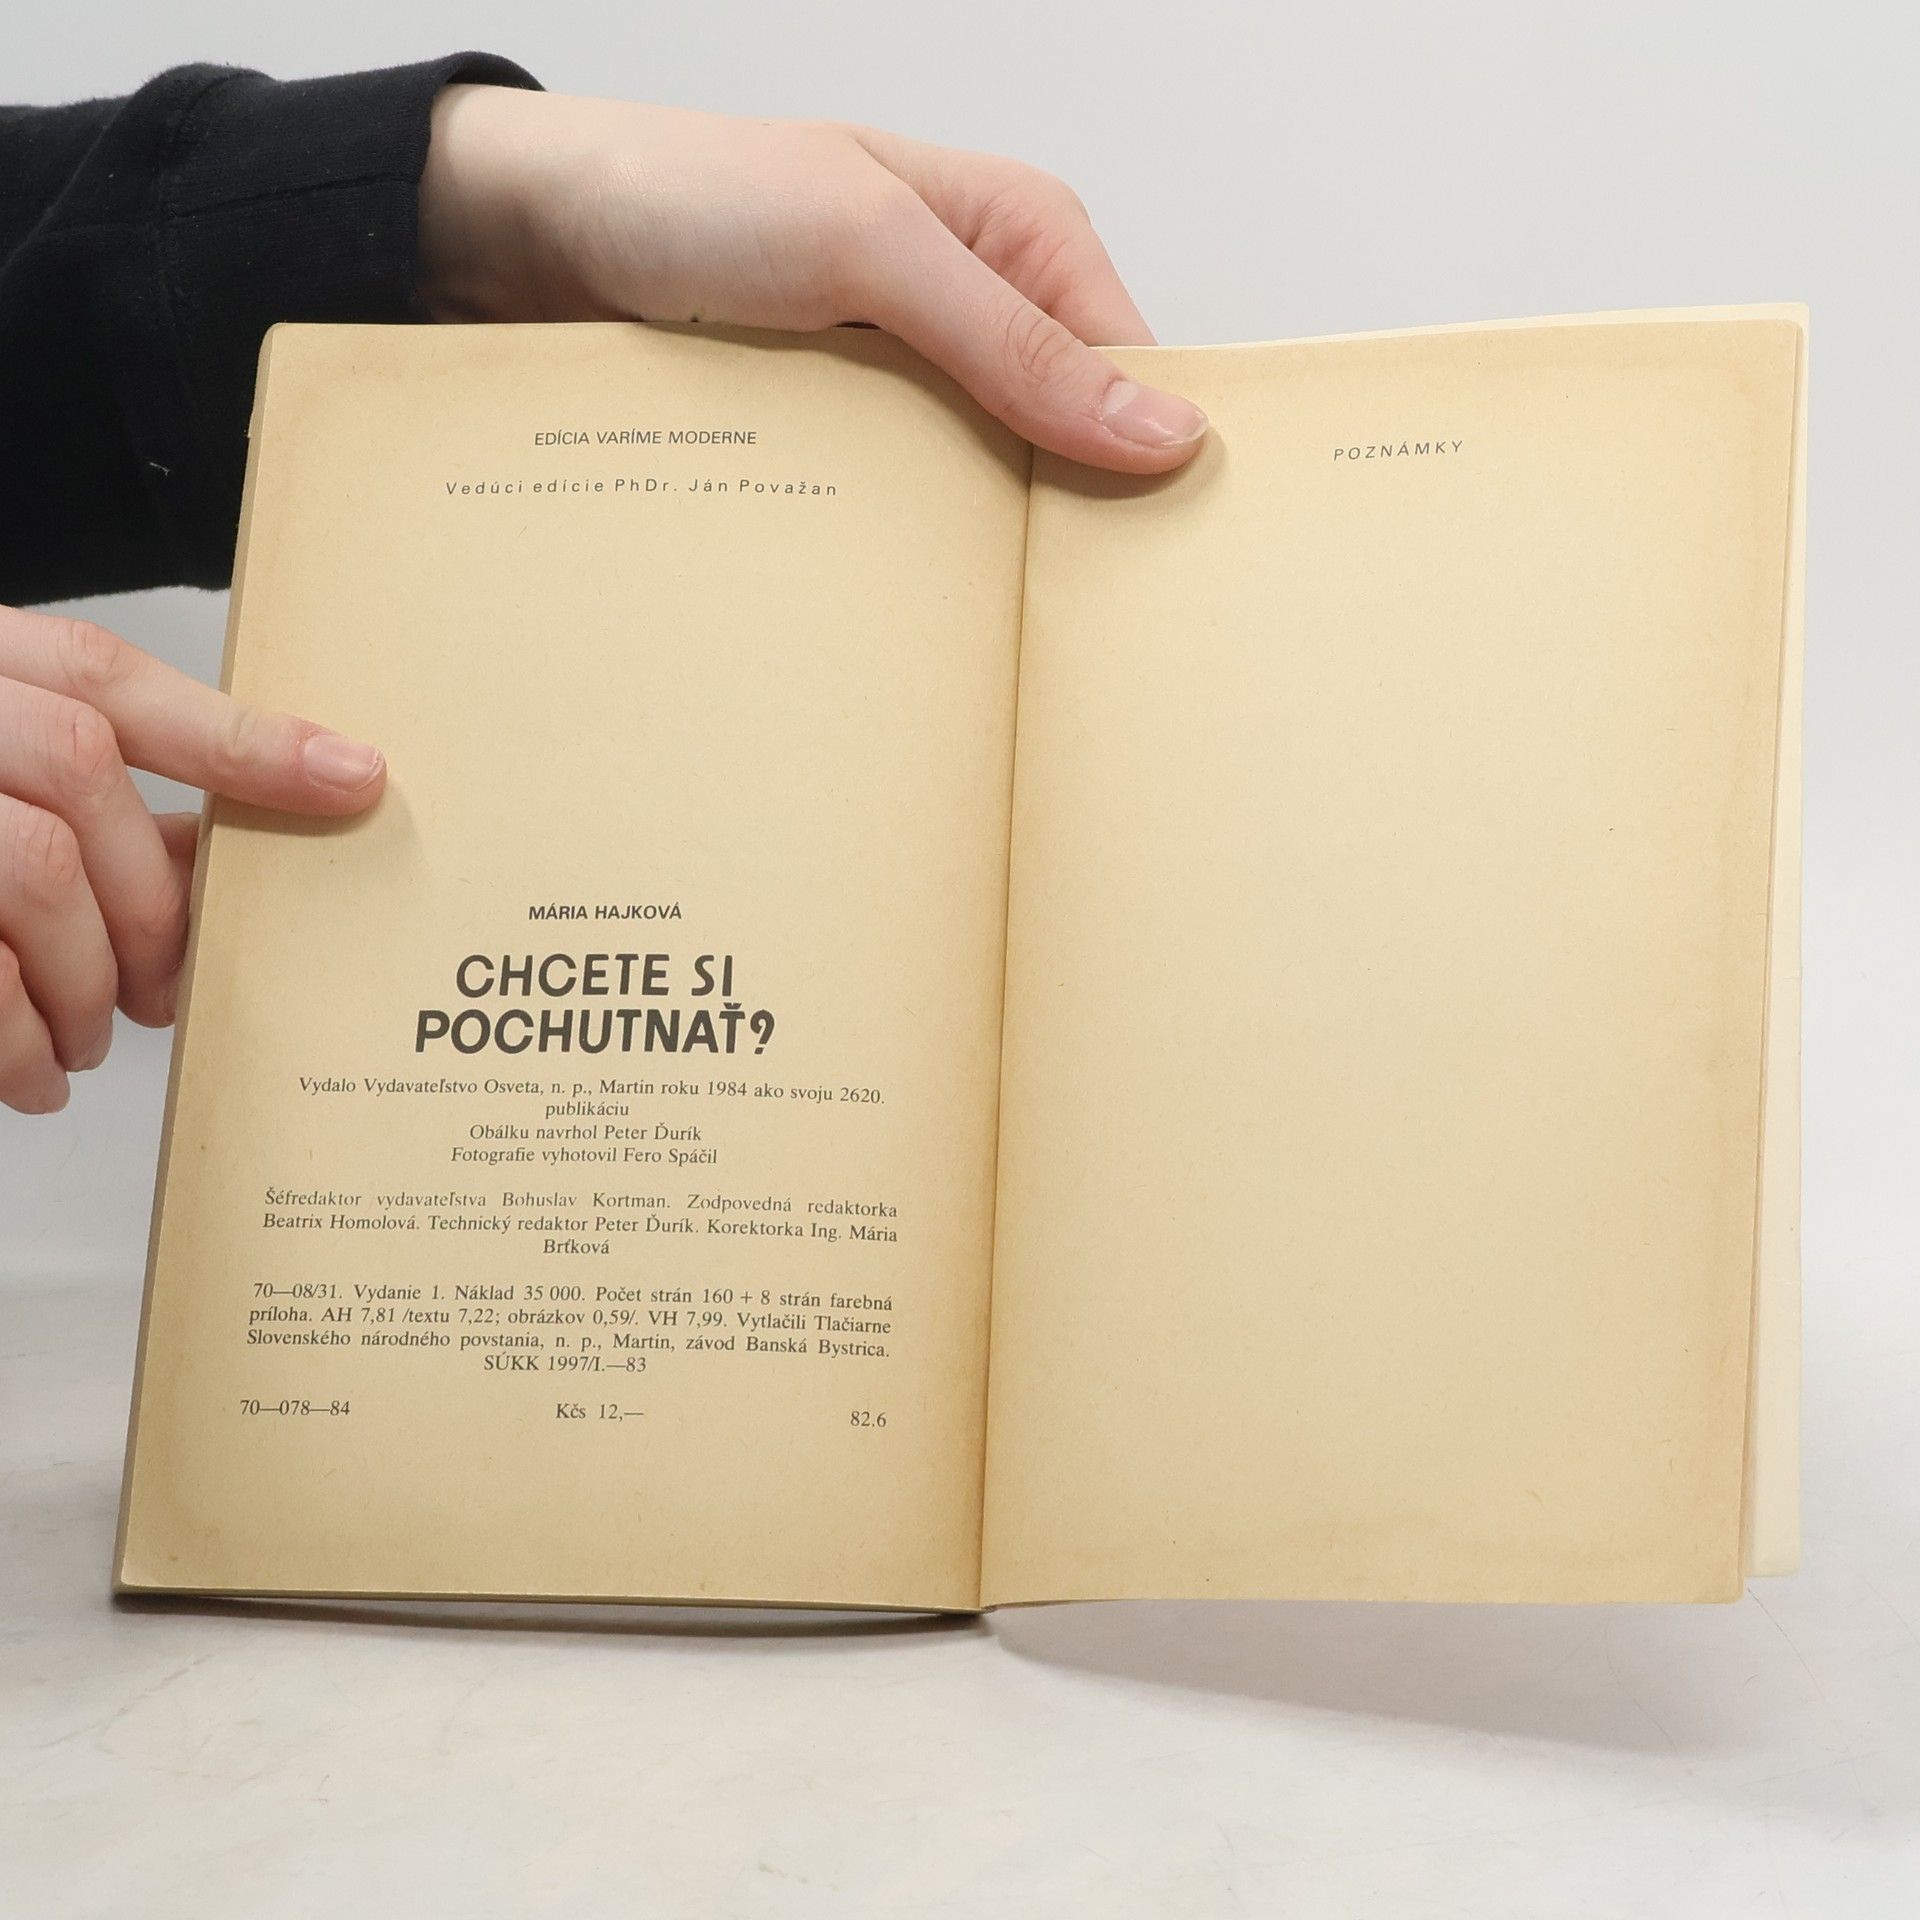 EDÍCIA VARÍME MODERNE
Vedúci edície PhDr. Ján Považan
MÁRIA HAJKOVÁ
CHCETE SI
POCHUTNAŤ?
Vydalo Vydavateľstvo Osveta, n. p., Martin roku 1984 ako svoju 2620.
publikáciu
Obálku navrhol Peter Ďurík
Fotografie vyhotovil Fero Spáčil
Šéfredaktor vydavateľstva Bohuslav Kortman. Zodpovedná redaktorka
Beatrix Homolová. Technický redaktor Peter Ďurík. Korektorka Ing. Mária
Brťková
70—08/31. Vydanie 1. Náklad 35 000. Počet strán 160 + 8 strán farebná
príloha. AH 7,81 /textu 7,22; obrázkov 0,59/. VH 7,99. Vytlačili Tlačiarne
Slovenského národného povstania, n. p., Martin, závod Banská Bystrica.
SÚKK 1997/I.—83
70—078—84 Kčs 12,— 82.6
POZNÁMKY